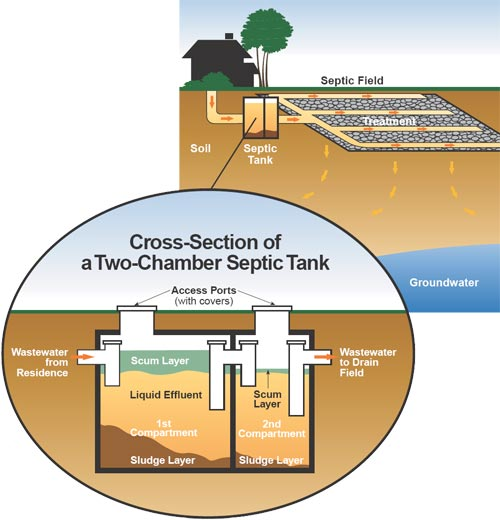 Septic Field
Treatment
Soil
Septic
Tank
Groundwater
Cross-Section of
a Two-Chamber Septic Tank
Access Ports
(with covers)
Wastewater
from
Residence
Scum Layer
Liquid Effluent
1st
Compartment
Sludge Layer
Scum
Layer
2nd
Compartment
Sludge Layer
Wastewater
to Drain
Field